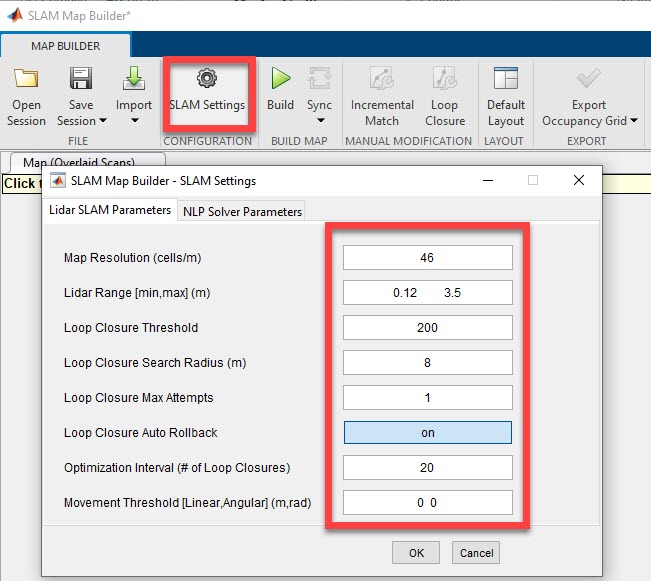 SLAM Map Builder*
MAP BUILDER
Open Session
Save Session
Import
SLAM Settings
Build
Sync
Incremental Match
Loop Closure
Default Layout
Export Occupancy Grid
FILE
CONFIGURATION
BUILD MAP
MANUAL MODIFICATION
LAYOUT
EXPORT
Map (Overlaid Scans)
Click
SLAM Map Builder - SLAM Settings
Lidar SLAM Parameters
NLP Solver Parameters
Map Resolution (cells/m) 46
Lidar Range [min,max] (m) 0.12 3.5
Loop Closure Threshold 200
Loop Closure Search Radius (m) 8
Loop Closure Max Attempts 1
Loop Closure Auto Rollback on
Optimization Interval (# of Loop Closures) 20
Movement Threshold [Linear,Angular] (m,rad) 0 0
OK
Cancel